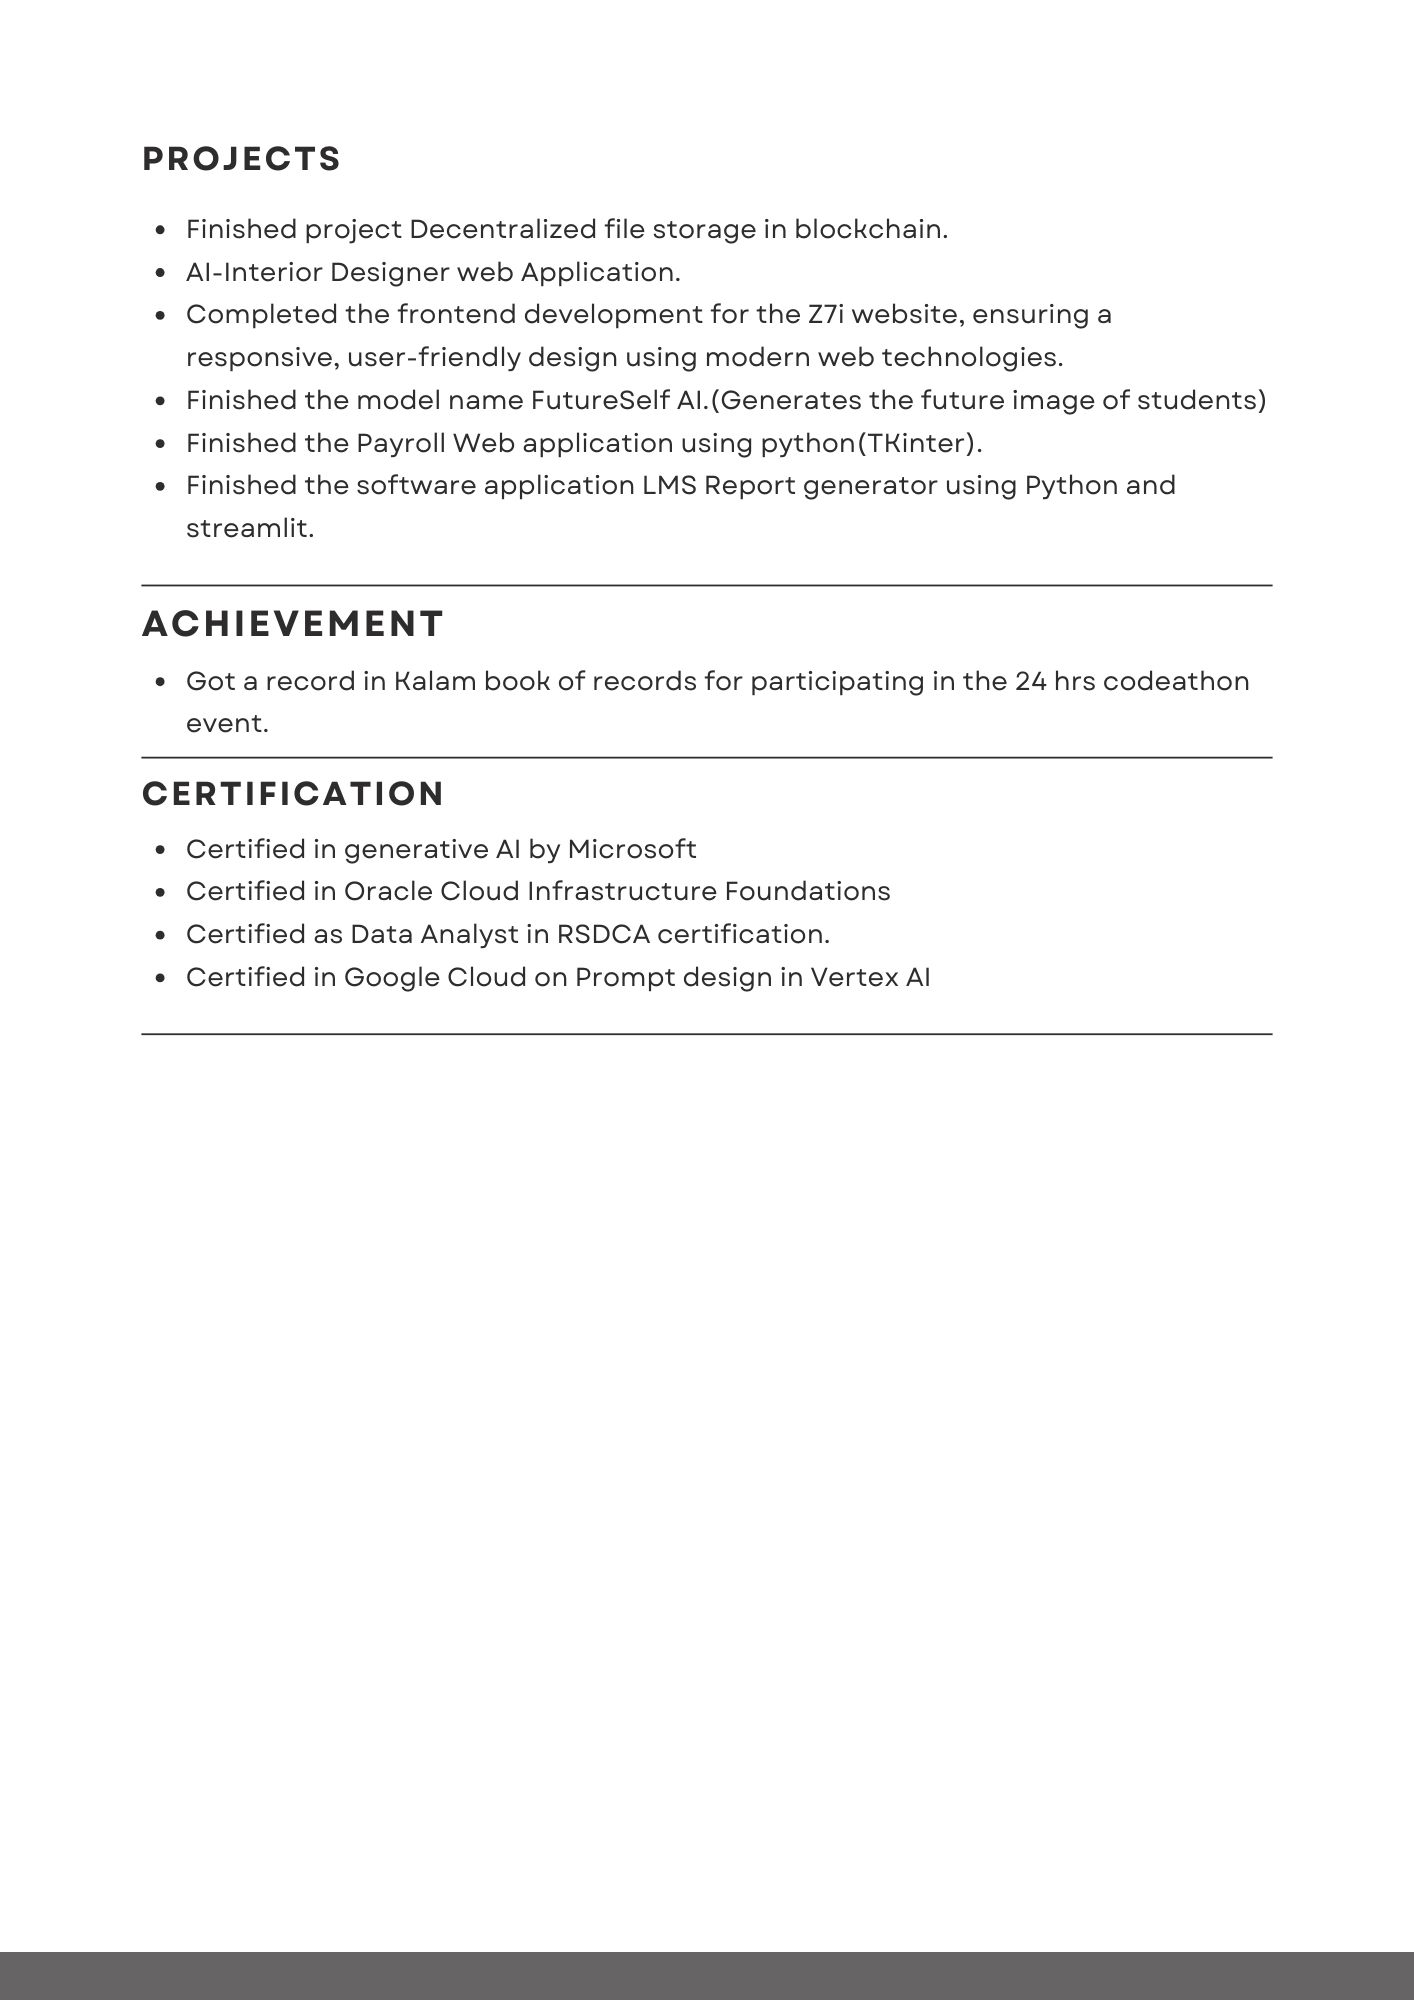 PROJECTS
• Finished project Decentralized file storage in blockchain.
• AI-Interior Designer web Application.
• Completed the frontend development for the Z7i website, ensuring a
responsive, user-friendly design using modern web technologies.
• Finished the model name FutureSelf AI.(Generates the future image of students)
• Finished the Payroll Web application using python(TKinter).
• Finished the software application LMS Report generator using Python and
streamlit.
ACHIEVEMENT
• Got a record in Kalam book of records for participating in the 24 hrs codeathon
event.
CERTIFICATION
• Certified in generative AI by Microsoft
• Certified in Oracle Cloud Infrastructure Foundations
• Certified as Data Analyst in RSDCA certification.
• Certified in Google Cloud on Prompt design in Vertex AI